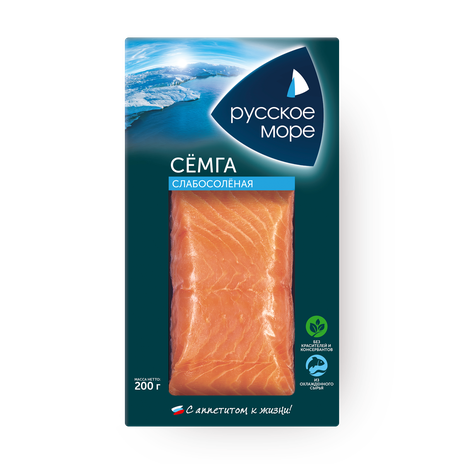 русское
море
СЁМГА
СЛАБОСОЛЁНАЯ
БЕЗ
КРАСИТЕЛЕЙ И
КОНСЕРВАНТОВ
МАССА НЕТТО:
200 г
ИЗ
ОХЛАЖДЁННОГО
СЫРЬЯ
С аппетитом к жизни!